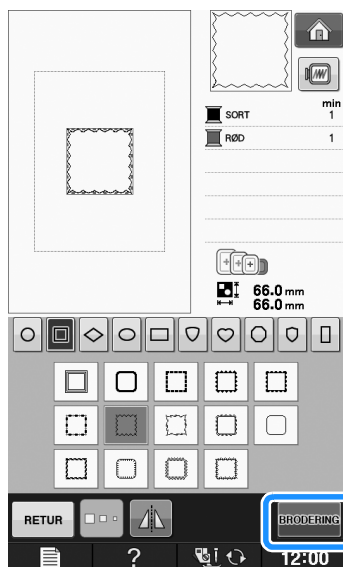 min
SORT 1
RØD 1
66.0 mm
66.0 mm
RETUR
BRODERING
?
12:00